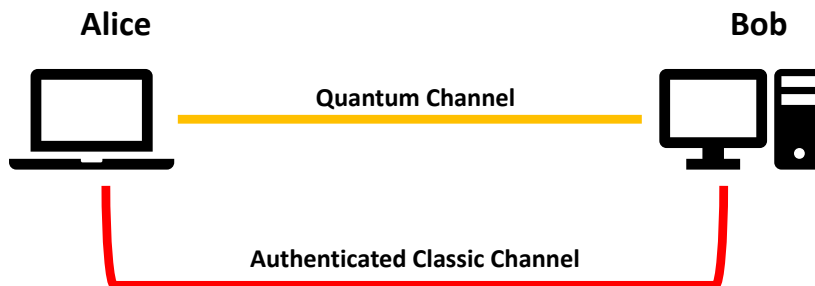 Alice
Bob
Quantum Channel
Authenticated Classic Channel